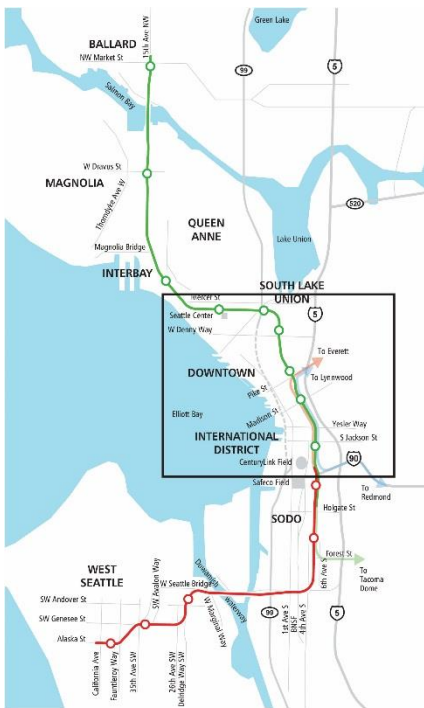 Green Lake
BALLARD
15th Ave NW
NW Market St
99
5
Salmon Bay
W Dravus St
MAGNOLIA
Thorndyke Ave W
520
QUEEN
ANNE
Lake Union
Magnolia Bridge
INTERBAY
SOUTH LAKE
UNION
Mercer St
Seattle Center
5
W Denny Way
To Everett
To Lynnwood
DOWNTOWN
Pike St
Madison St
Elliott Bay
Yesler Way
INTERNATIONAL
DISTRICT
S Jackson St
CenturyLink Field
90
Safeco Field
To
Redmond
SODO
Holgate St
Forest St
To
Tacoma
Dome
WEST
SEATTLE
SW Avalon Way
Duwamish
waterway
W Seattle Bridge
6th Ave S
SW Andover St
W Marginal Way
SW Genesee St
99
1st Ave S
BNSF
4th Ave S
5
Alaska St
California Ave
Fauntleroy Way
35th Ave SW
26th Ave SW
Delridge Way SW